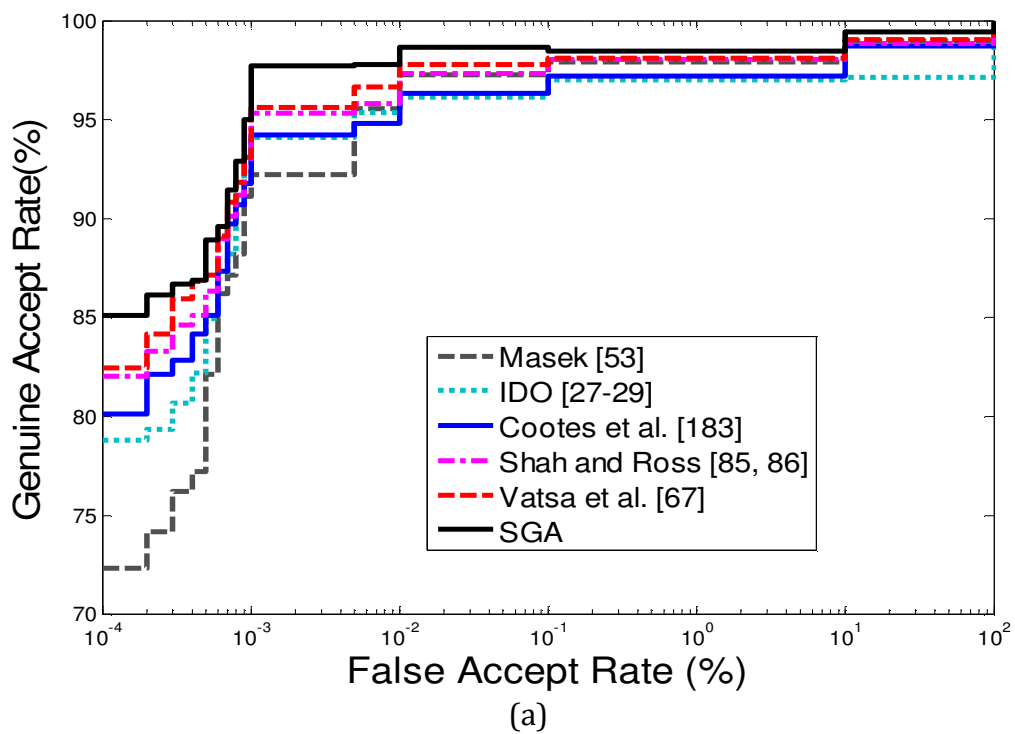 Genuine Accept Rate(%)
100
95
90
85
80
75
70
Masek [53]
IDO [27-29]
Cootes et al. [183]
Shah and Ross [85, 86]
Vatsa et al. [67]
SGA
10⁻⁴ 10⁻³ 10⁻² 10⁻¹ 10⁰ 10¹ 10²
False Accept Rate (%)
(a)